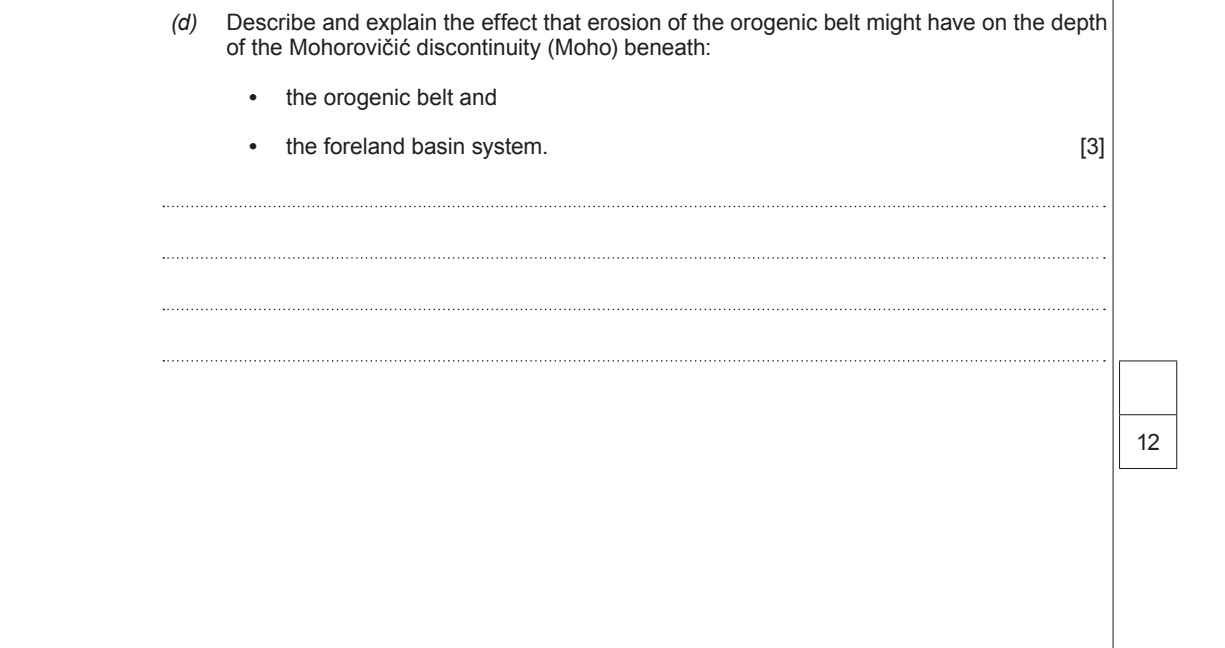 (d) Describe and explain the effect that erosion of the orogenic belt might have on the depth
of the Mohorovičić discontinuity (Moho) beneath:
• the orogenic belt and
• the foreland basin system. [3]
12